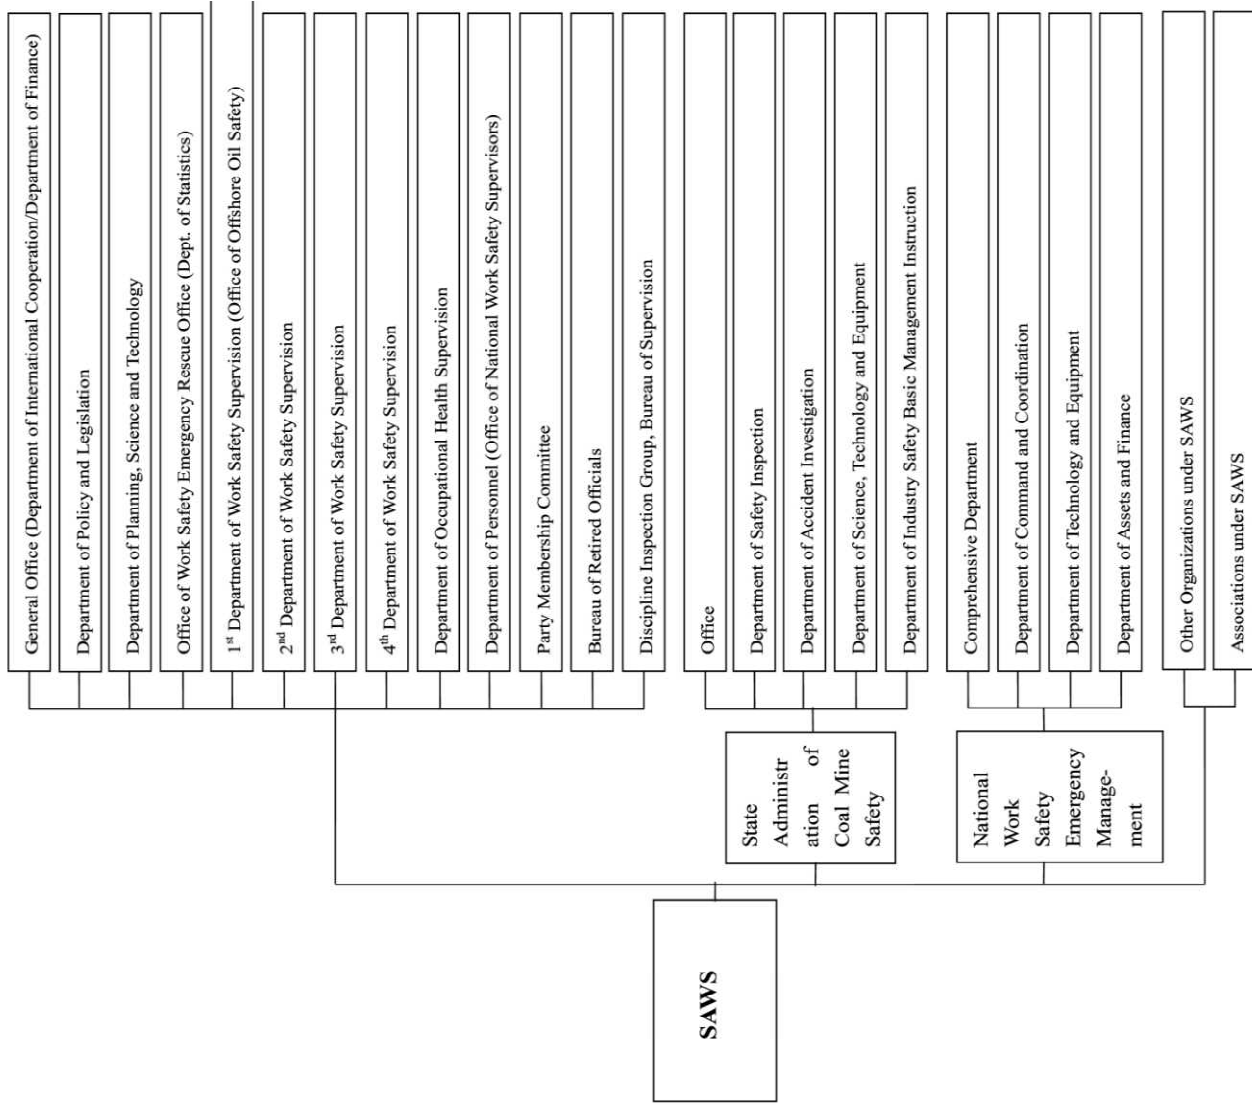 SAWS
General Office (Department of International Cooperation/Department of Finance)
Department of Policy and Legislation
Department of Planning, Science and Technology
Office of Work Safety Emergency Rescue Office (Dept. of Statistics)
1st Department of Work Safety Supervision (Office of Offshore Oil Safety)
2nd Department of Work Safety Supervision
3rd Department of Work Safety Supervision
4th Department of Work Safety Supervision
Department of Occupational Health Supervision
Department of Personnel (Office of National Work Safety Supervisors)
Party Membership Committee
Bureau of Retired Officials
Discipline Inspection Group, Bureau of Supervision
State
Administr
ation of
Coal Mine
Safety
Office
Department of Safety Inspection
Department of Accident Investigation
Department of Science, Technology and Equipment
Department of Industry Safety Basic Management Instruction
National
Work
Safety
Emergency
Manage-
ment
Comprehensive Department
Department of Command and Coordination
Department of Technology and Equipment
Department of Assets and Finance
Other Organizations under SAWS
Associations under SAWS